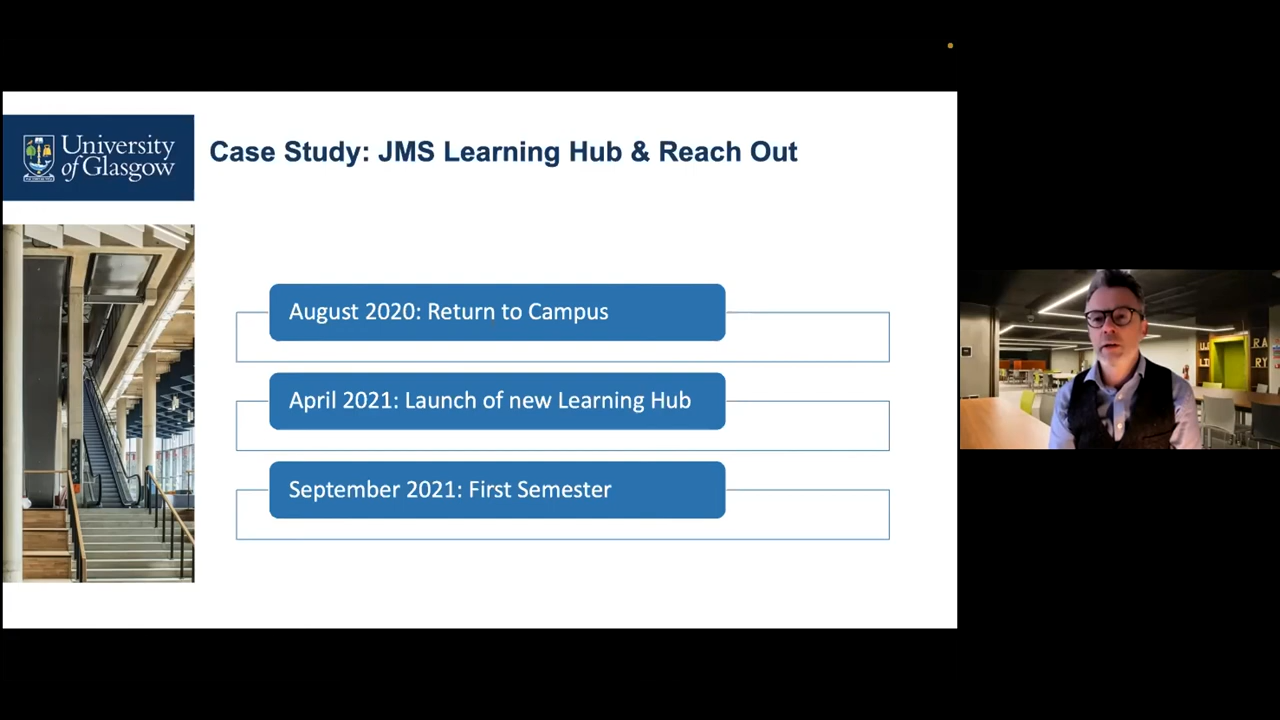 University
of Glasgow
Case Study: JMS Learning Hub & Reach Out
August 2020: Return to Campus
April 2021: Launch of new Learning Hub
September 2021: First Semester